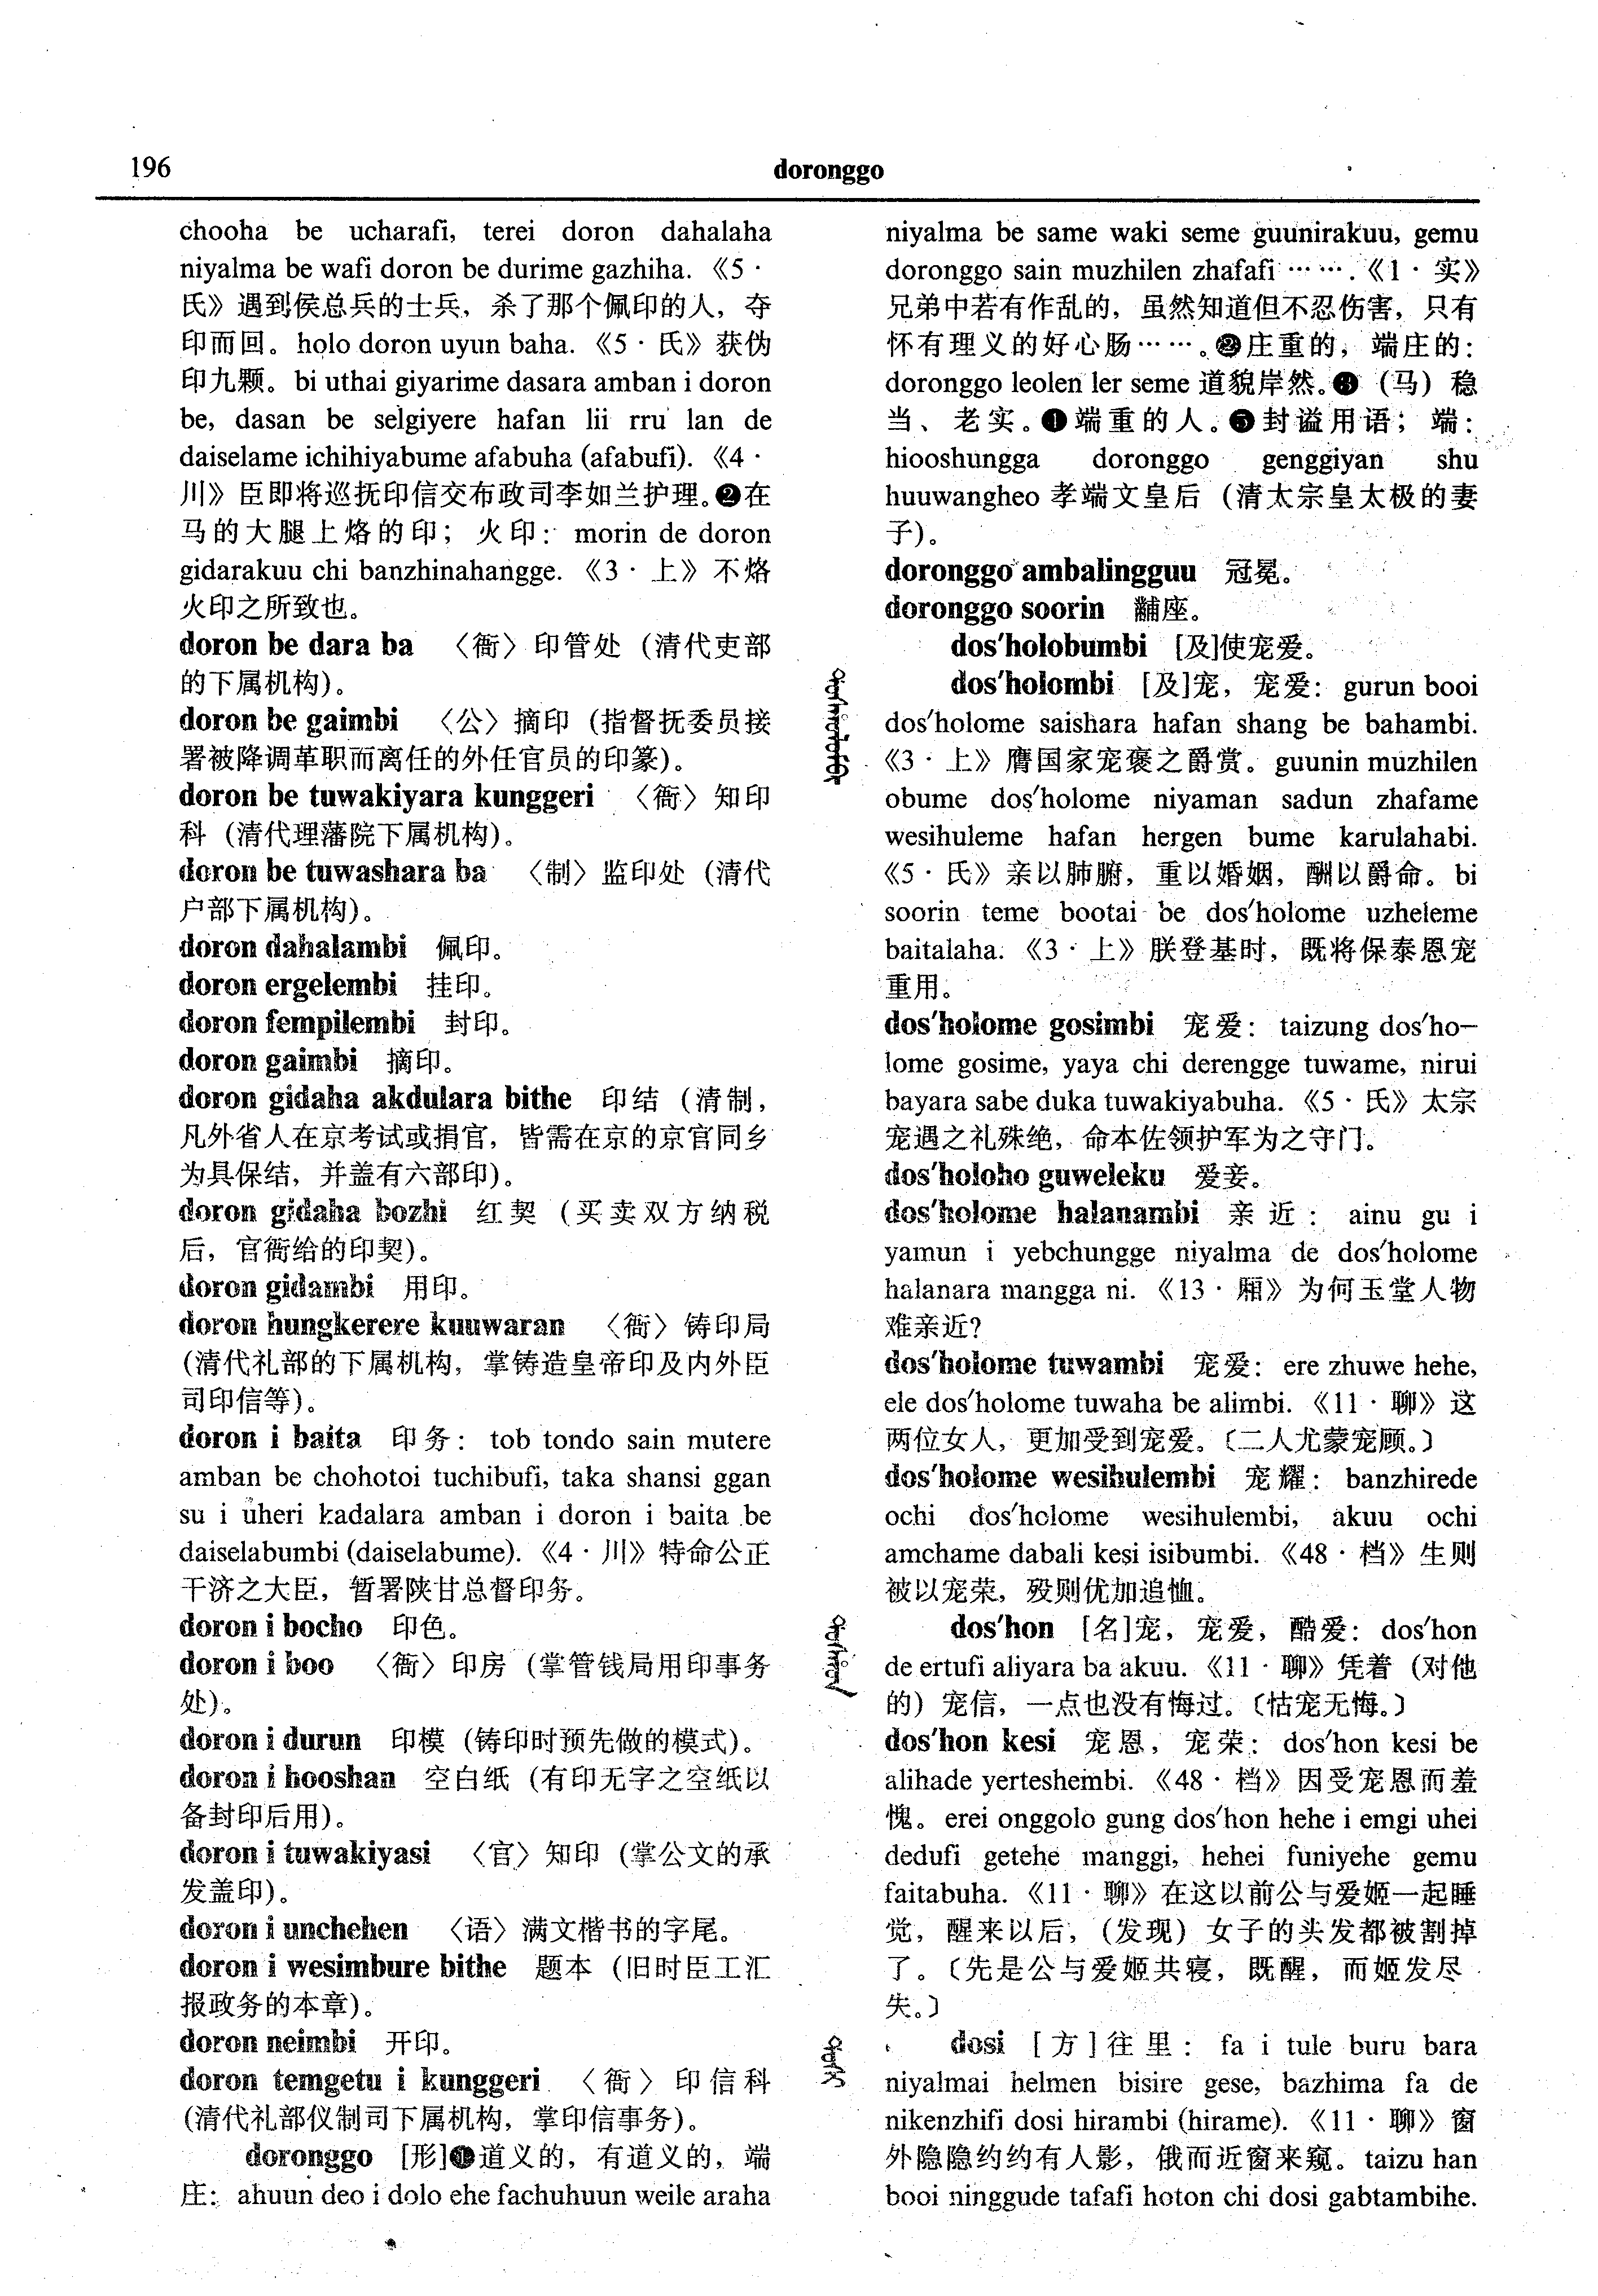 196
doronggo
chooha be ucharafi, terei doron dahalaha
niyalma be wafi doron be durime gazhiha. 《5 ·
氏》遇到侯总兵的士兵，杀了那个佩印的人，夺
印而回。holo doron uyun baha. 《5 · 氏》获伪
印九颗。bi uthai giyarime dasara amban i doron
be, dasan be selgiyere hafan lii rru lan de
daiselame ichihiyabume afabuha (afabufi). 《4 ·
川》臣即将巡抚印信交布政司李如兰护理。❷在
马的大腿上烙的印；火印：morin de doron
gidarakuu chi banzhinahangge. 《3 · 上》不烙
火印之所致也。
doron be dara ba 〈衙〉印管处（清代吏部
的下属机构）。
doron be gaimbi 〈公〉摘印（指督抚委员接
署被降调革职而离任的外任官员的印篆）。
doron be tuwakiyara kunggeri 〈衙〉知印
科（清代理藩院下属机构）。
doron be tuwashara ba 〈制〉监印处（清代
户部下属机构）。
doron dahalambi 佩印。
doron ergelembi 挂印。
doron fempilembi 封印。
doron gaimbi 摘印。
doron gidaha akdulara bithe 印结（清制，
凡外省人在京考试或捐官，皆需在京的京官同乡
为具保结，并盖有六部印）。
doron gidaha bozhi 红契（买卖双方纳税
后，官衙给的印契）。
doron gidambi 用印。
doron hungkerere kuuwaran 〈衙〉铸印局
（清代礼部的下属机构，掌铸造皇帝印及内外臣
司印信等）。
doron i baita 印务：tob tondo sain mutere
amban be chohotoi tuchibufi, taka shansi ggan
su i uheri kadalara amban i doron i baita be
daiselabumbi (daiselabume). 《4 · 川》特命公正
干济之大臣，暂署陕甘总督印务。
doron i bocho 印色。
doron i boo 〈衙〉印房（掌管钱局用印事务
处）。
doron i durun 印模（铸印时预先做的模式）。
doron i hooshan 空白纸（有印无字之空纸以
备封印后用）。
doron i tuwakiyasi 〈官〉知印（掌公文的承
发盖印）。
doron i unchehen 〈语〉满文楷书的字尾。
doron i wesimbure bithe 题本（旧时臣工汇
报政务的本章）。
doron neimbi 开印。
doron temgetu i kunggeri 〈衙〉印信科
（清代礼部仪制司下属机构，掌印信事务）。
doronggo [形]❶道义的，有道义的，端
庄：ahuun deo i dolo ehe fachuhuun weile araha
niyalma be same waki seme guunirakuu, gemu
doronggo sain muzhilen zhafafi ……. 《1 · 实》
兄弟中若有作乱的，虽然知道但不忍伤害，只有
怀有理义的好心肠……。❷庄重的，端庄的：
doronggo leolen ler seme 道貌岸然。❸（马）稳
当、老实。❹端重的人。❺封谥用语；端：
hiooshungga doronggo genggiyan shu
huuwangheo 孝端文皇后（清太宗皇太极的妻
子）。
doronggo ambalingguu 冠冕。
doronggo soorin 黼座。
dos'holobumbi [及]使宠爱。
dos'holombi [及]宠，宠爱：gurun booi
dos'holome saishara hafan shang be bahambi.
《3 · 上》膺国家宠褒之爵赏。guunin muzhilen
obume dos'holome niyaman sadun zhafame
wesihuleme hafan hergen bume karulahabi.
《5 · 氏》亲以肺腑，重以婚姻，酬以爵命。bi
soorin teme bootai be dos'holome uzheleme
baitalaha. 《3 · 上》朕登基时，既将保泰恩宠
重用。
dos'holome gosimbi 宠爱：taizung dos'ho-
lome gosime, yaya chi derengge tuwame, nirui
bayara sabe duka tuwakiyabuha. 《5 · 氏》太宗
宠遇之礼殊绝，命本佐领护军为之守门。
dos'holoho guweleku 爱妾。
dos'holome halanambi 亲近：ainu gu i
yamun i yebchungge niyalma de dos'holome
halanara mangga ni. 《13 · 厢》为何玉堂人物
难亲近？
dos'holome tuwambi 宠爱：ere zhuwe hehe,
ele dos'holome tuwaha be alimbi. 《11 · 聊》这
两位女人，更加受到宠爱。〔二人尤蒙宠顾。〕
dos'holome wesihulembi 宠耀：banzhirede
ochi dos'holome wesihulembi, akuu ochi
amchame dabali kesi isibumbi. 《48 · 档》生则
被以宠荣，殁则优加追恤。
dos'hon [名]宠，宠爱，酷爱：dos'hon
de ertufi aliyara ba akuu. 《11 · 聊》凭着（对他
的）宠信，一点也没有悔过。〔怙宠无悔。〕
dos'hon kesi 宠恩，宠荣：dos'hon kesi be
alihade yerteshembi. 《48 · 档》因受宠恩而羞
愧。erei onggolo gung dos'hon hehe i emgi uhei
dedufi getehe manggi, hehei funiyehe gemu
faitabuha. 《11 · 聊》在这以前公与爱姬一起睡
觉，醒来以后，（发现）女子的头发都被割掉
了。〔先是公与爱姬共寝，既醒，而姬发尽
失。〕
dosi [方]往里：fa i tule buru bara
niyalmai helmen bisire gese, bazhima fa de
nikenzhifi dosi hirambi (hirame). 《11 · 聊》窗
外隐隐约约有人影，俄而近窗来窥。taizu han
booi ninggude tafafi hoton chi dosi gabtambihe.